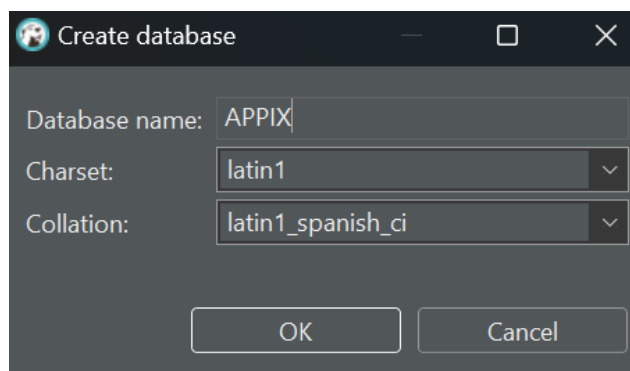 Create database
Database name: APPIX
Charset: latin1
Collation: latin1_spanish_ci
OK Cancel